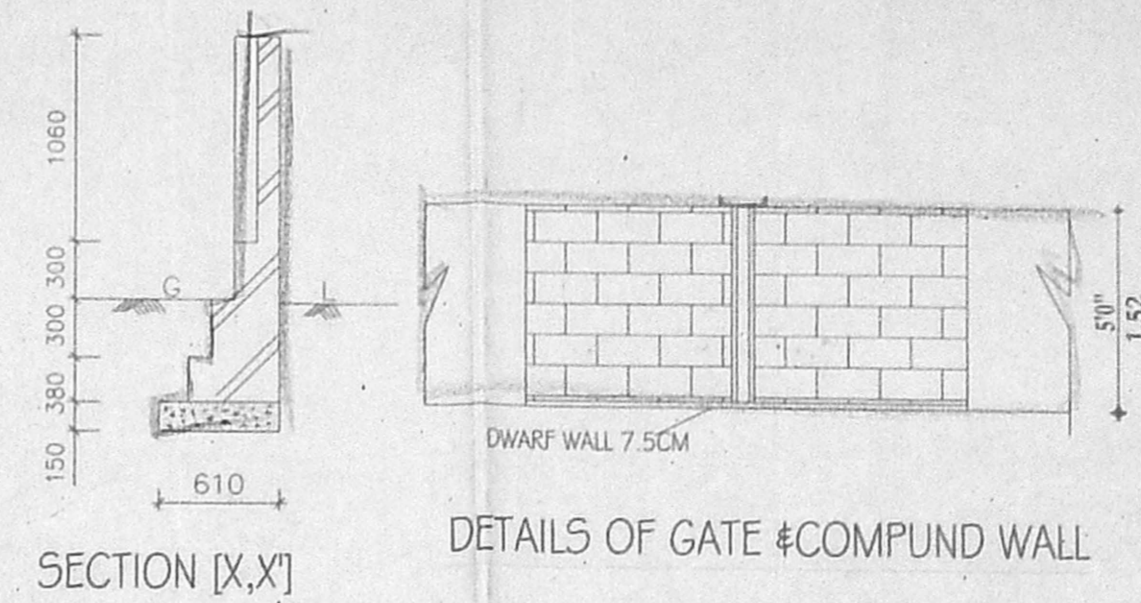 1060
300
300
380
150
G L
610
SECTION [X,X']
DWARF WALL 7.5CM
5'0"
1.52
DETAILS OF GATE &COMPUND WALL